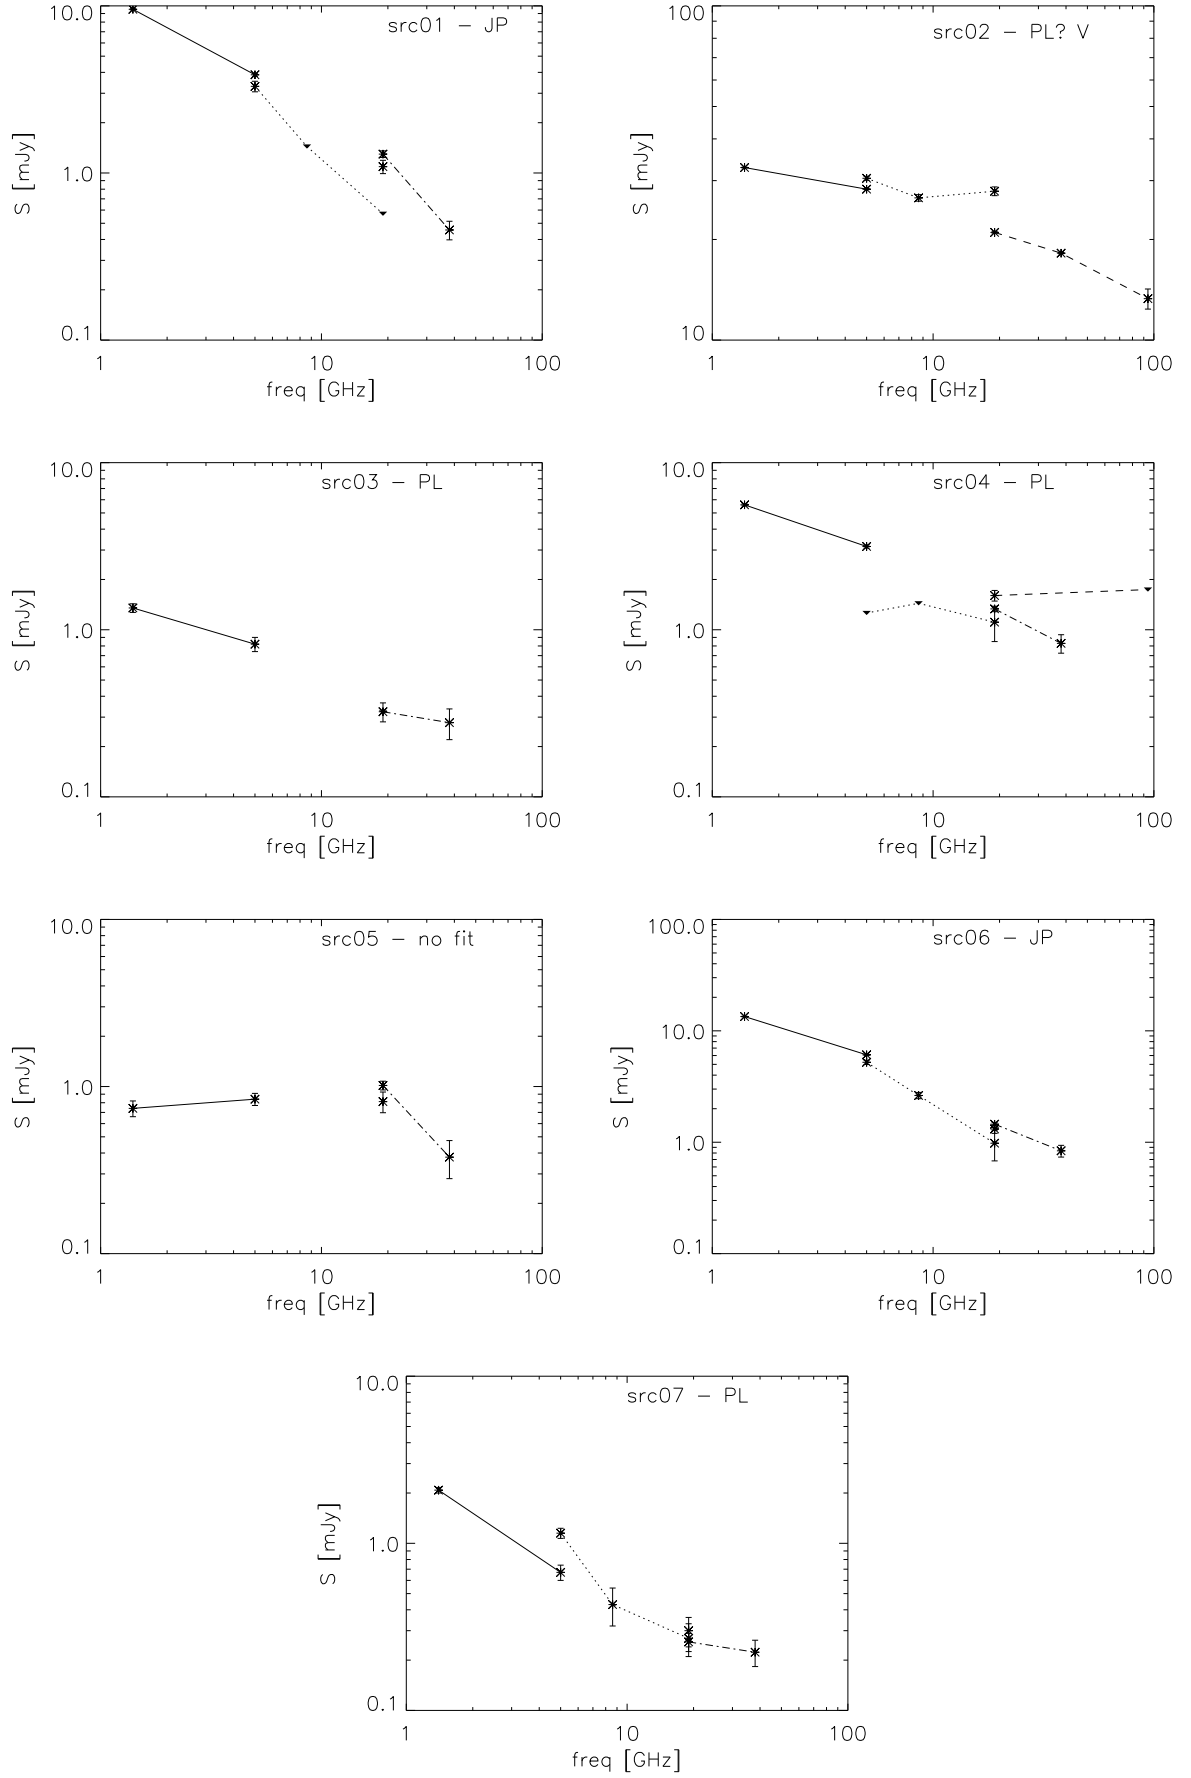 src01 – JP
10.0
1.0
0.1
S [mJy]
1 10 100
freq [GHz]
src02 – PL? V
100
10
S [mJy]
1 10 100
freq [GHz]
src03 – PL
10.0
1.0
0.1
S [mJy]
1 10 100
freq [GHz]
src04 – PL
10.0
1.0
0.1
S [mJy]
1 10 100
freq [GHz]
src05 – no fit
10.0
1.0
0.1
S [mJy]
1 10 100
freq [GHz]
src06 – JP
100.0
10.0
1.0
0.1
S [mJy]
1 10 100
freq [GHz]
src07 – PL
10.0
1.0
0.1
S [mJy]
1 10 100
freq [GHz]